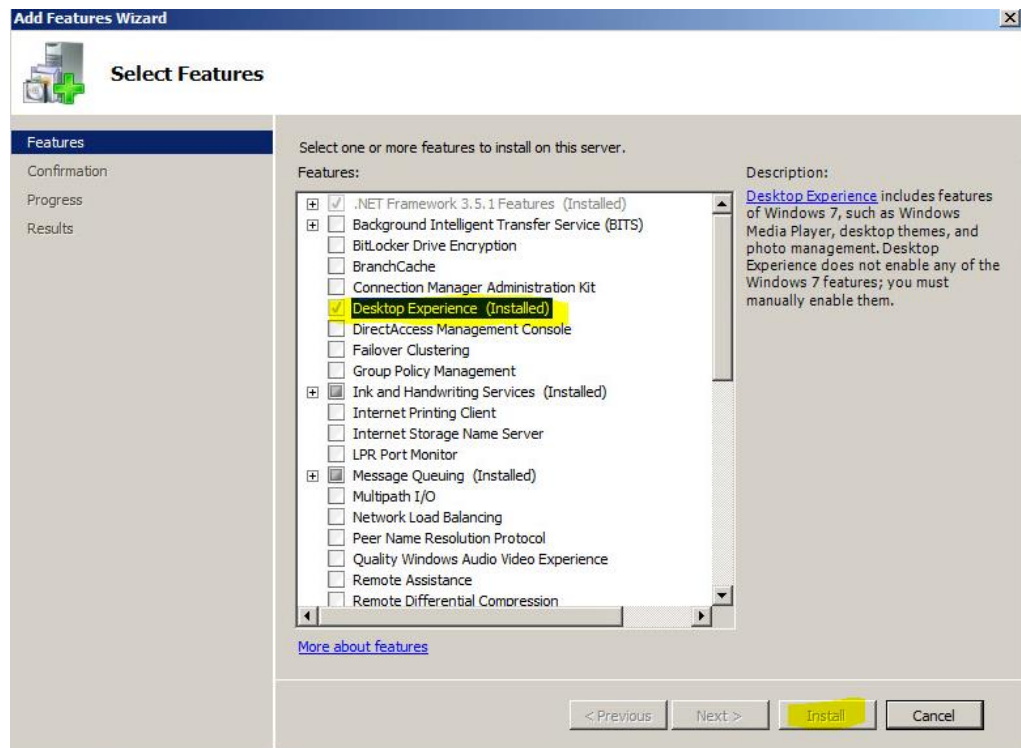 Add Features Wizard
Select Features
Features
Confirmation
Progress
Results
Select one or more features to install on this server.
Features:
.NET Framework 3.5.1 Features (Installed)
Background Intelligent Transfer Service (BITS)
BitLocker Drive Encryption
BranchCache
Connection Manager Administration Kit
Desktop Experience (Installed)
DirectAccess Management Console
Failover Clustering
Group Policy Management
Ink and Handwriting Services (Installed)
Internet Printing Client
Internet Storage Name Server
LPR Port Monitor
Message Queuing (Installed)
Multipath I/O
Network Load Balancing
Peer Name Resolution Protocol
Quality Windows Audio Video Experience
Remote Assistance
Remote Differential Compression
More about features
Description:
Desktop Experience includes features
of Windows 7, such as Windows
Media Player, desktop themes, and
photo management. Desktop
Experience does not enable any of the
Windows 7 features; you must
manually enable them.
< Previous
Next >
Install
Cancel